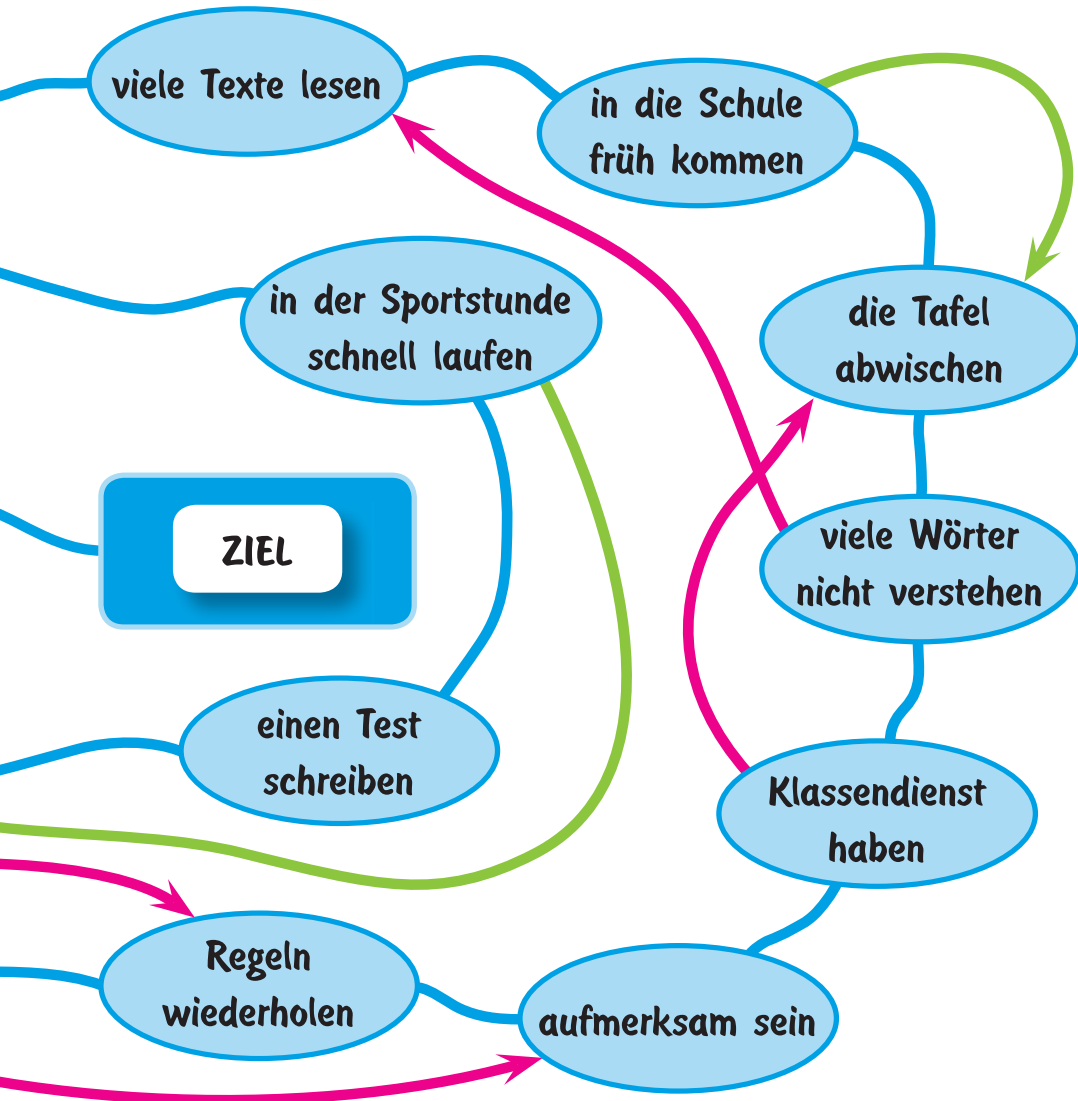 viele Texte lesen
in die Schule
früh kommen
in der Sportstunde
schnell laufen
die Tafel
abwischen
ZIEL
viele Wörter
nicht verstehen
einen Test
schreiben
Klassendienst
haben
Regeln
wiederholen
aufmerksam sein